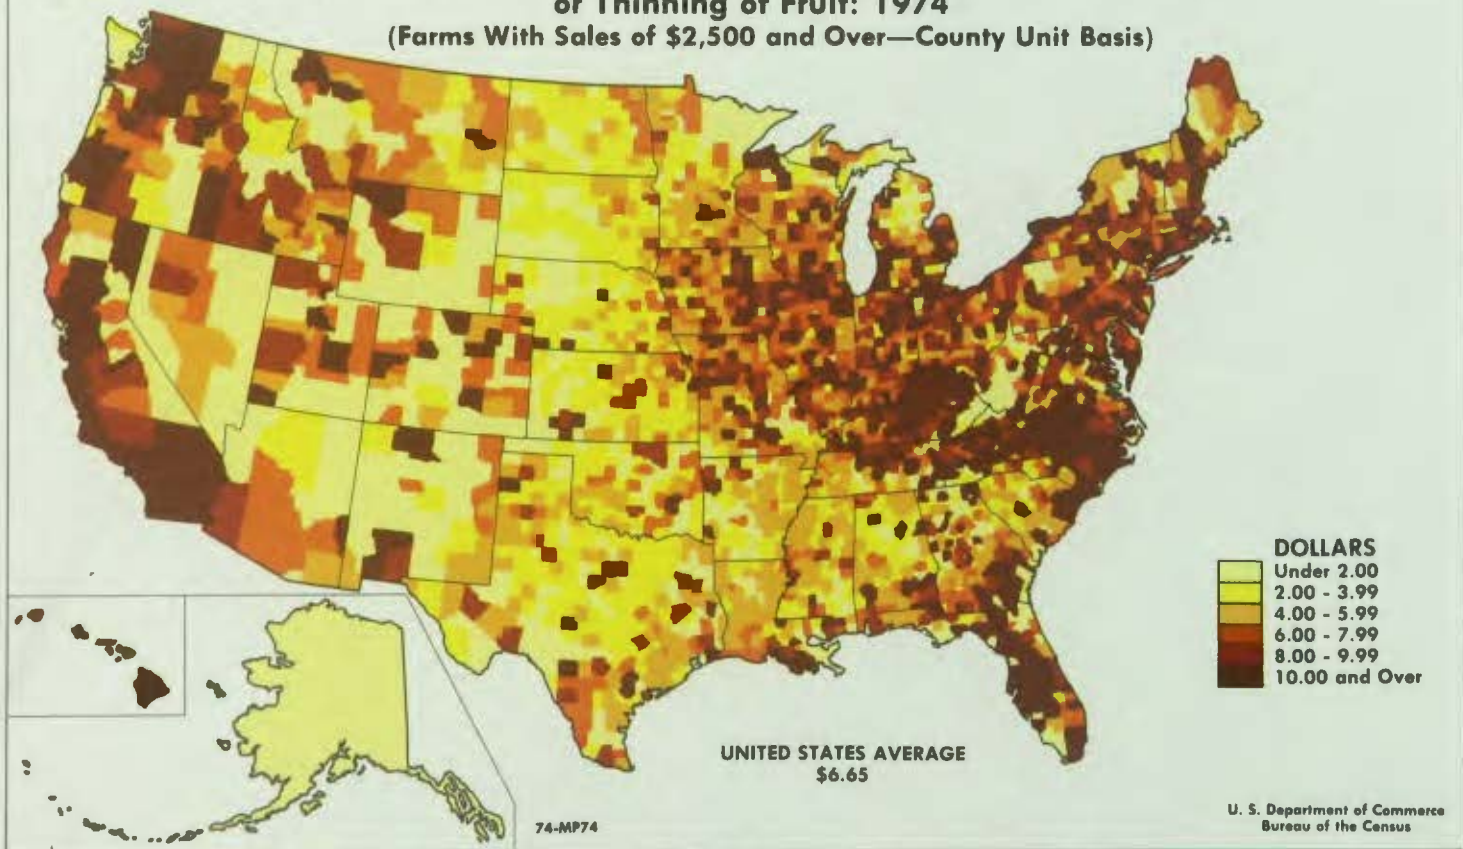 or Thinning of Fruit: 1974
(Farms With Sales of $2,500 and Over—County Unit Basis)
DOLLARS
Under 2.00
2.00 - 3.99
4.00 - 5.99
6.00 - 7.99
8.00 - 9.99
10.00 and Over
UNITED STATES AVERAGE
$6.65
74-MP74
U. S. Department of Commerce
Bureau of the Census